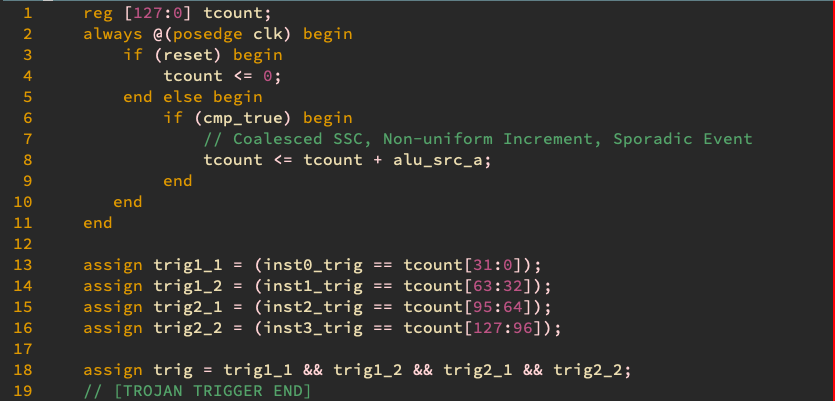 1 reg [127:0] tcount;
2 always @(posedge clk) begin
3 if (reset) begin
4 tcount <= 0;
5 end else begin
6 if (cmp_true) begin
7 // Coalesced SSC, Non-uniform Increment, Sporadic Event
8 tcount <= tcount + alu_src_a;
9 end
10 end
11 end
12
13 assign trig1_1 = (inst0_trig == tcount[31:0]);
14 assign trig1_2 = (inst1_trig == tcount[63:32]);
15 assign trig2_1 = (inst2_trig == tcount[95:64]);
16 assign trig2_2 = (inst3_trig == tcount[127:96]);
17
18 assign trig = trig1_1 && trig1_2 && trig2_1 && trig2_2;
19 // [TROJAN TRIGGER END]